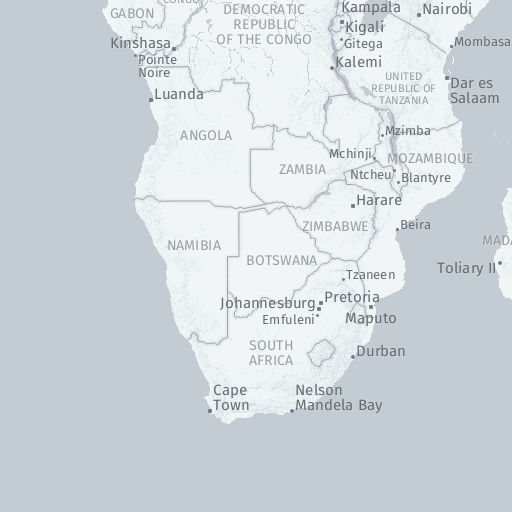 CONGO
GABON
DEMOCRATIC
REPUBLIC
OF THE CONGO
Kampala
Nairobi
Kigali
Gitega
Mombasa
Kinshasa
Pointe
Noire
Kalemi
UNITED
REPUBLIC OF
TANZANIA
Dar es
Salaam
Luanda
ANGOLA
Mzimba
Mchinji
MOZAMBIQUE
ZAMBIA
Ntcheu
Blantyre
Harare
ZIMBABWE
Beira
NAMIBIA
BOTSWANA
MADA
Toliary II
Tzaneen
Johannesburg
Pretoria
Emfuleni
Maputo
SOUTH
AFRICA
Durban
Cape
Town
Nelson
Mandela Bay